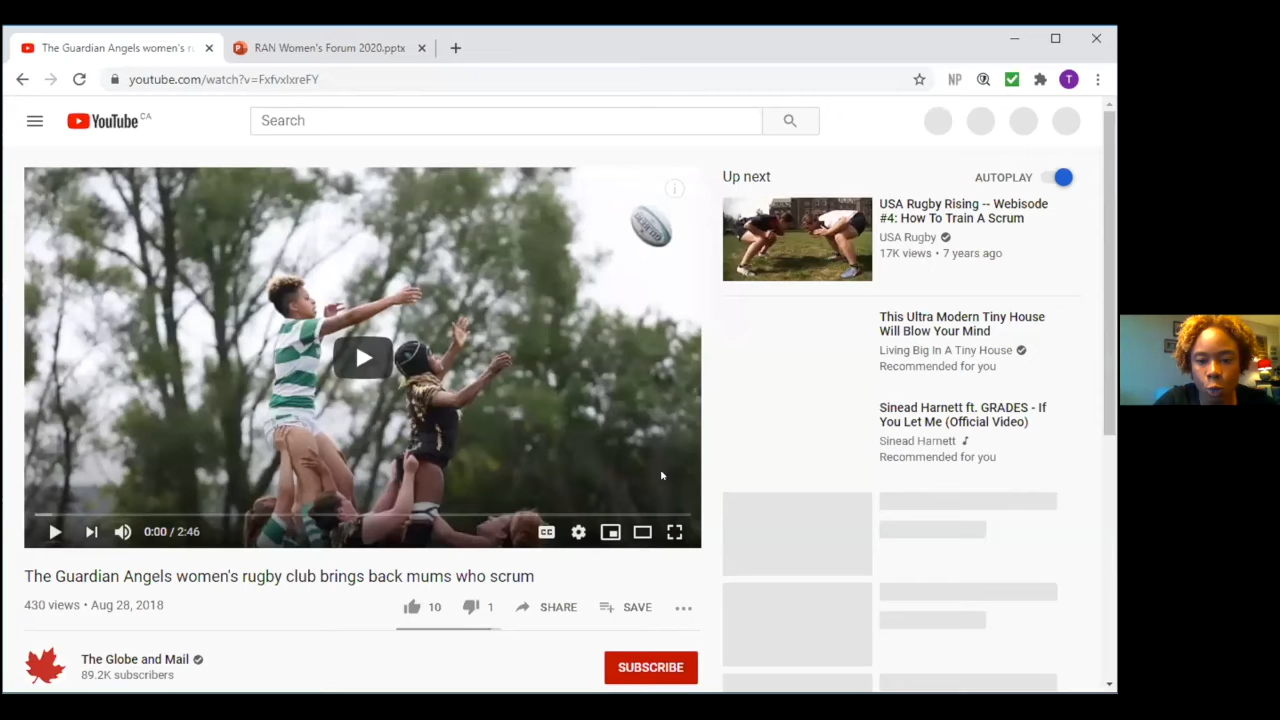 The Guardian Angels women's ru
RAN Women's Forum 2020.pptx
youtube.com/watch?v=FxfvxlxreFY
NP
T
YouTube CA
Search
Up next
AUTOPLAY
USA Rugby Rising -- Webisode
#4: How To Train A Scrum
USA Rugby
17K views • 7 years ago
This Ultra Modern Tiny House
Will Blow Your Mind
Living Big In A Tiny House
Recommended for you
Sinead Harnett ft. GRADES - If
You Let Me (Official Video)
Sinead Harnett
Recommended for you
0:00 / 2:46
CC
The Guardian Angels women's rugby club brings back mums who scrum
430 views • Aug 28, 2018
10
1
SHARE
SAVE
The Globe and Mail
89.2K subscribers
SUBSCRIBE